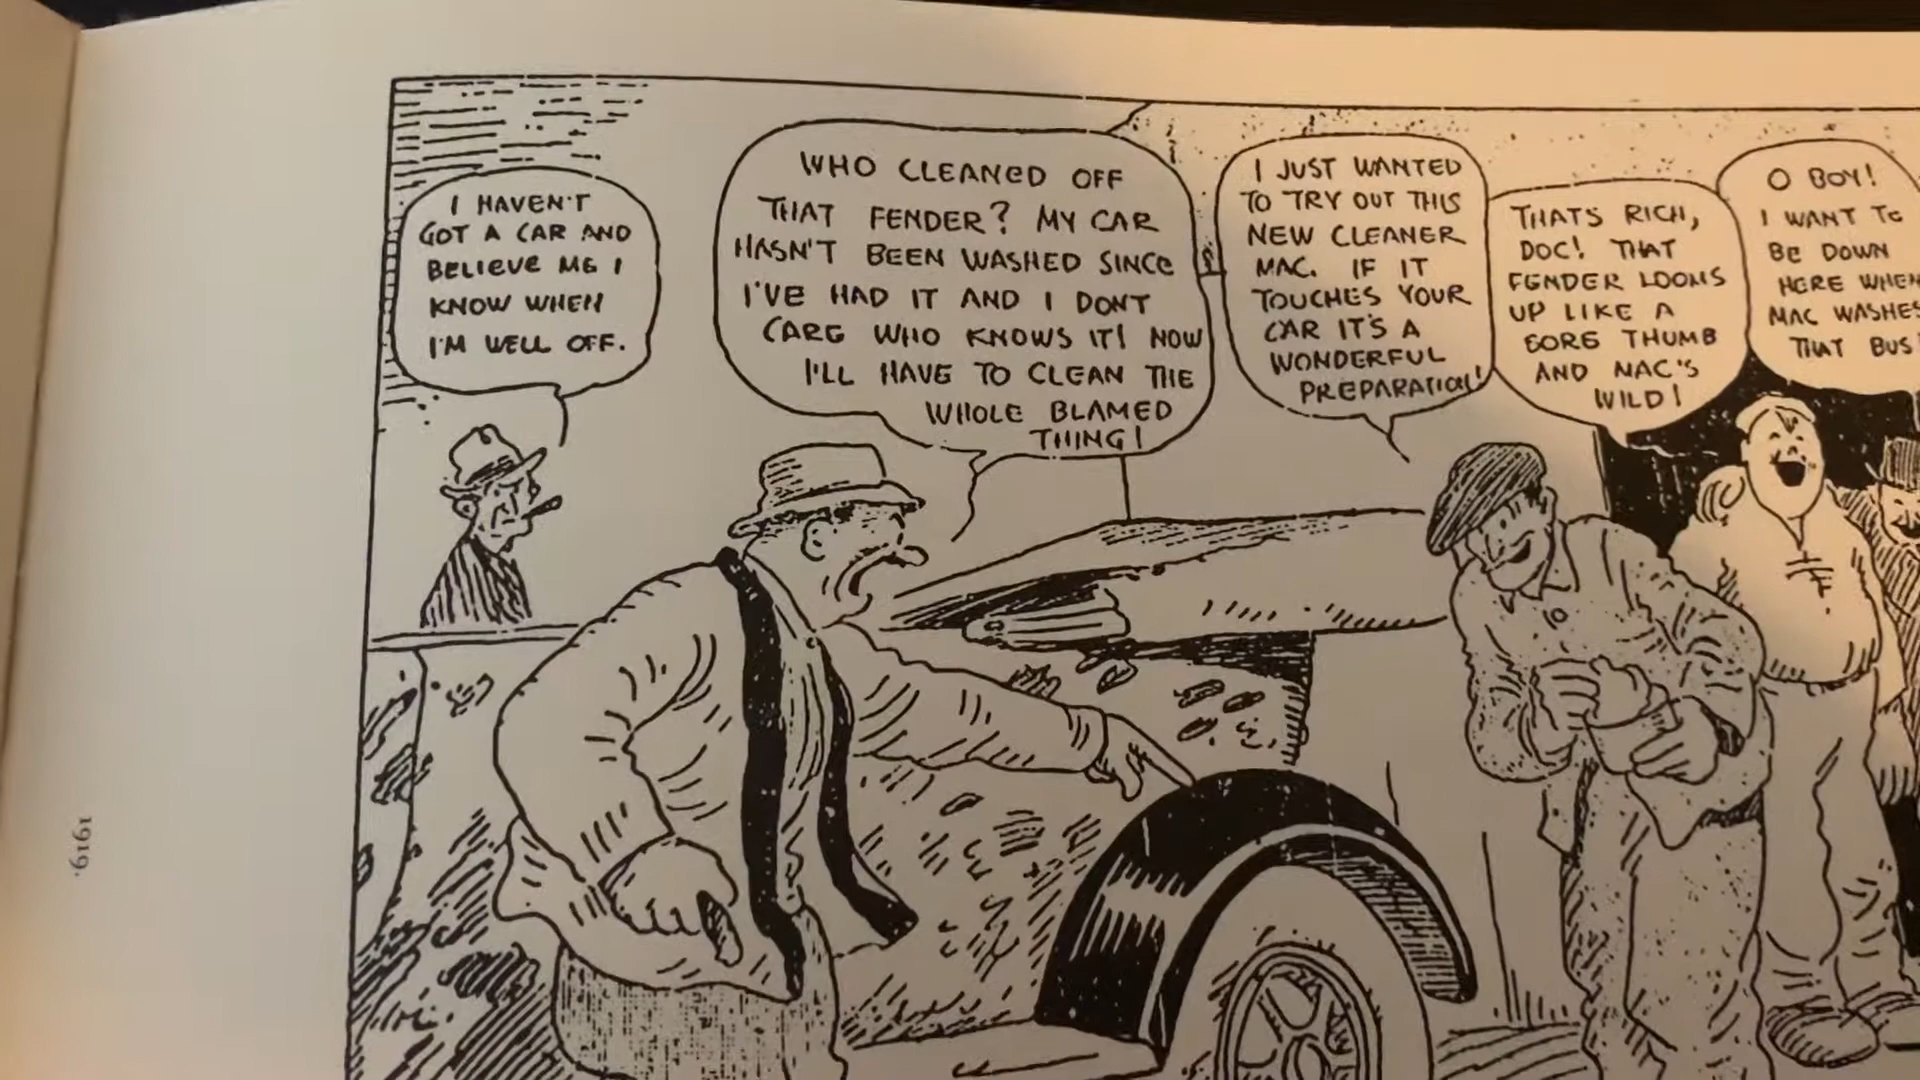 I HAVEN'T
GOT A CAR AND
BELIEVE ME I
KNOW WHEN
I'M WELL OFF.
WHO CLEANED OFF
THAT FENDER? MY CAR
HASN'T BEEN WASHED SINCE
I'VE HAD IT AND I DONT
CARE WHO KNOWS IT! NOW
I'LL HAVE TO CLEAN THE
WHOLE BLAMED
THING!
I JUST WANTED
TO TRY OUT THIS
NEW CLEANER
MAC. IF IT
TOUCHES YOUR
CAR IT'S A
WONDERFUL
PREPARATION!
THATS RICH,
DOC! THAT
FENDER LOOMS
UP LIKE A
SORE THUMB
AND MAC'S
WILD!
O BOY!
I WANT TO
BE DOWN
HERE WHEN
MAC WASHES
THAT BUS!
1919.